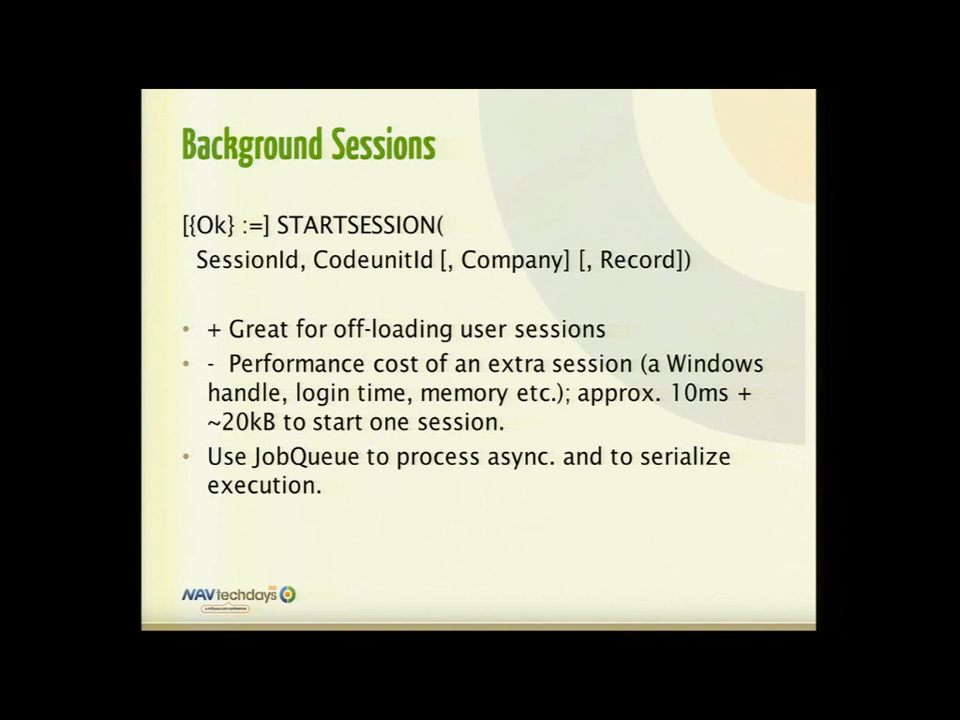 Background Sessions
[{Ok} :=] STARTSESSION(
SessionId, CodeunitId [, Company] [, Record])
• + Great for off-loading user sessions
• - Performance cost of an extra session (a Windows
handle, login time, memory etc.); approx. 10ms +
~20kB to start one session.
• Use JobQueue to process async. and to serialize
execution.
NAVtechdays